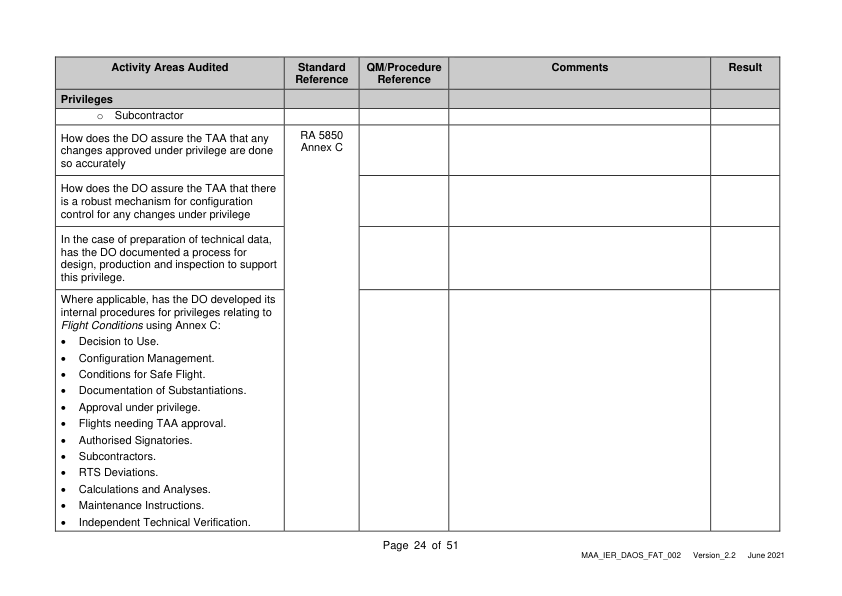 Activity Areas Audited
Standard
Reference
QM/Procedure
Reference
Comments
Result
Privileges
○ Subcontractor
How does the DO assure the TAA that any
changes approved under privilege are done
so accurately
RA 5850
Annex C
How does the DO assure the TAA that there
is a robust mechanism for configuration
control for any changes under privilege
In the case of preparation of technical data,
has the DO documented a process for
design, production and inspection to support
this privilege.
Where applicable, has the DO developed its
internal procedures for privileges relating to
Flight Conditions using Annex C:
• Decision to Use.
• Configuration Management.
• Conditions for Safe Flight.
• Documentation of Substantiations.
• Approval under privilege.
• Flights needing TAA approval.
• Authorised Signatories.
• Subcontractors.
• RTS Deviations.
• Calculations and Analyses.
• Maintenance Instructions.
• Independent Technical Verification.
Page 24 of 51
MAA_IER_DAOS_FAT_002 Version_2.2 June 2021